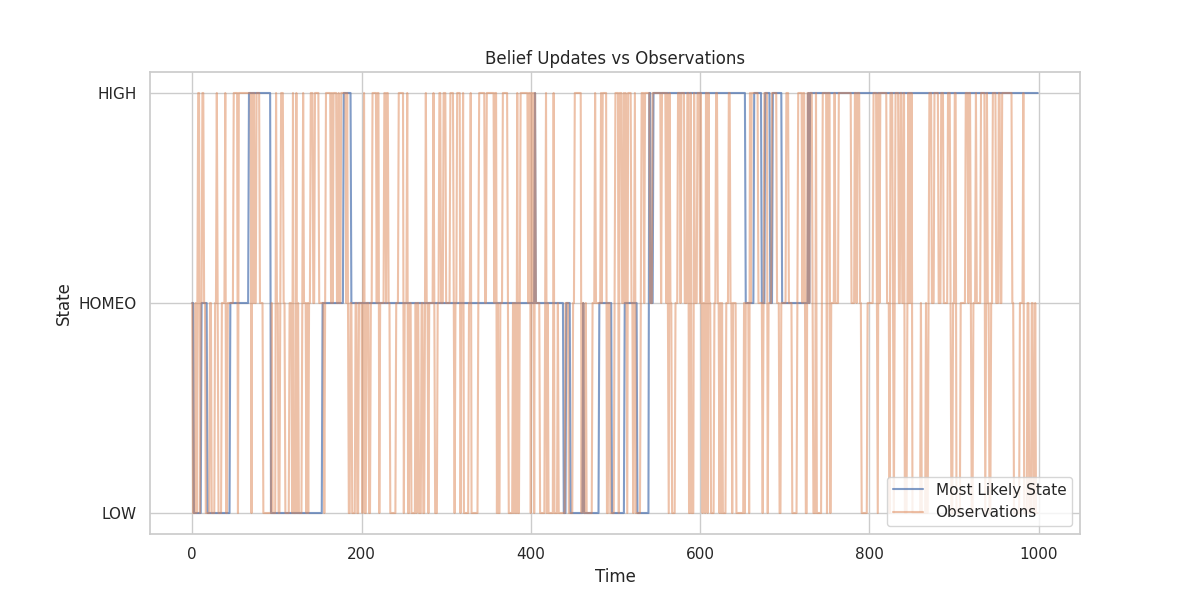 Belief Updates vs Observations
HIGH
HOMEO
LOW
State
0
200
400
600
800
1000
Time
Most Likely State
Observations